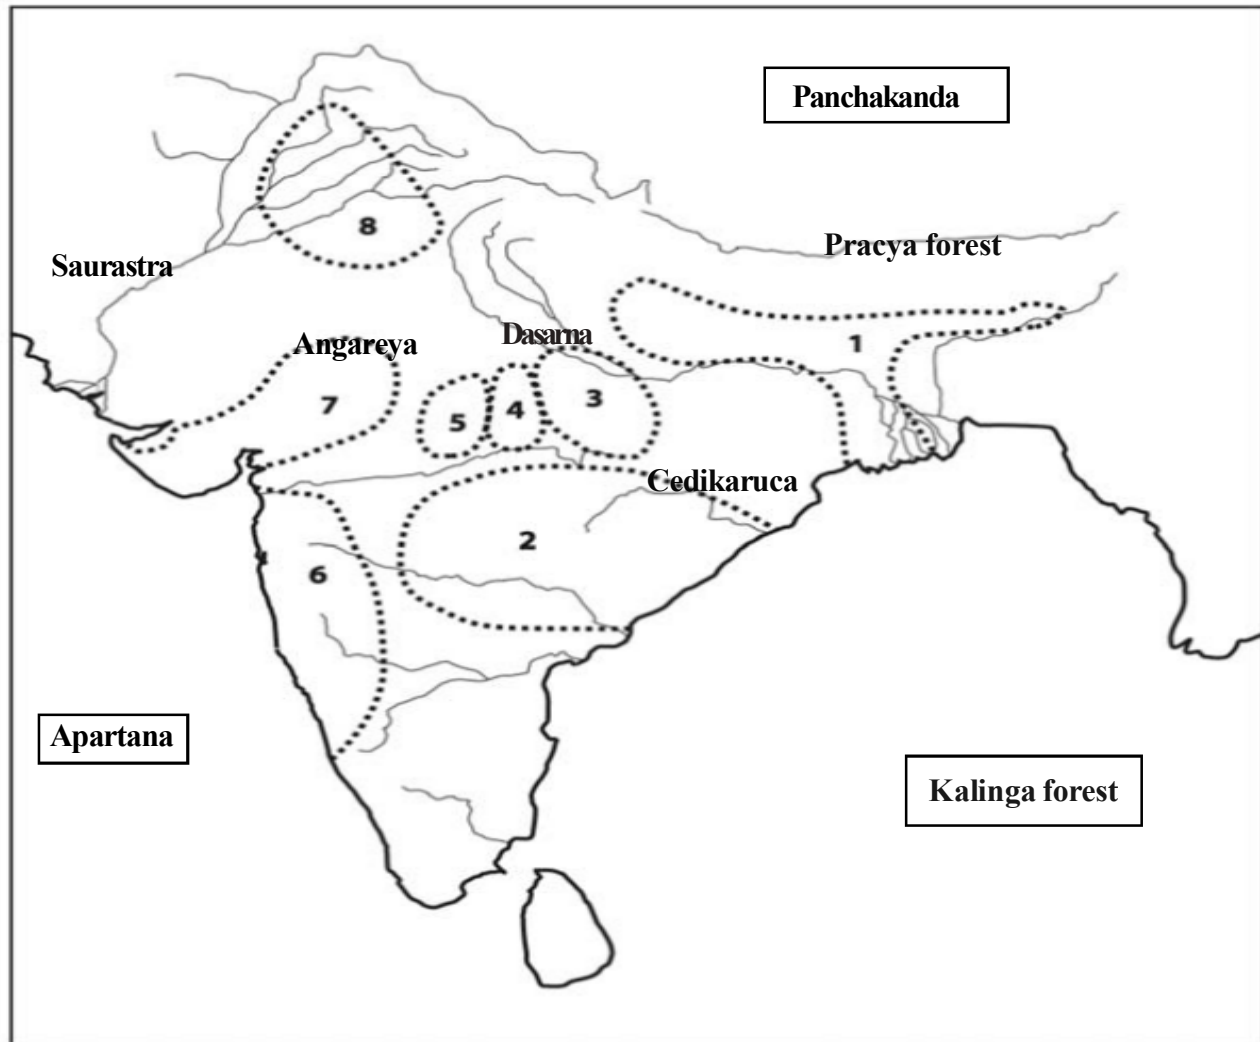 Panchakanda
8
Pracya forest
Saurastra
Dasarna
Angareya
1
3
7
4
5
Cedikaruca
2
6
Apartana
Kalinga forest